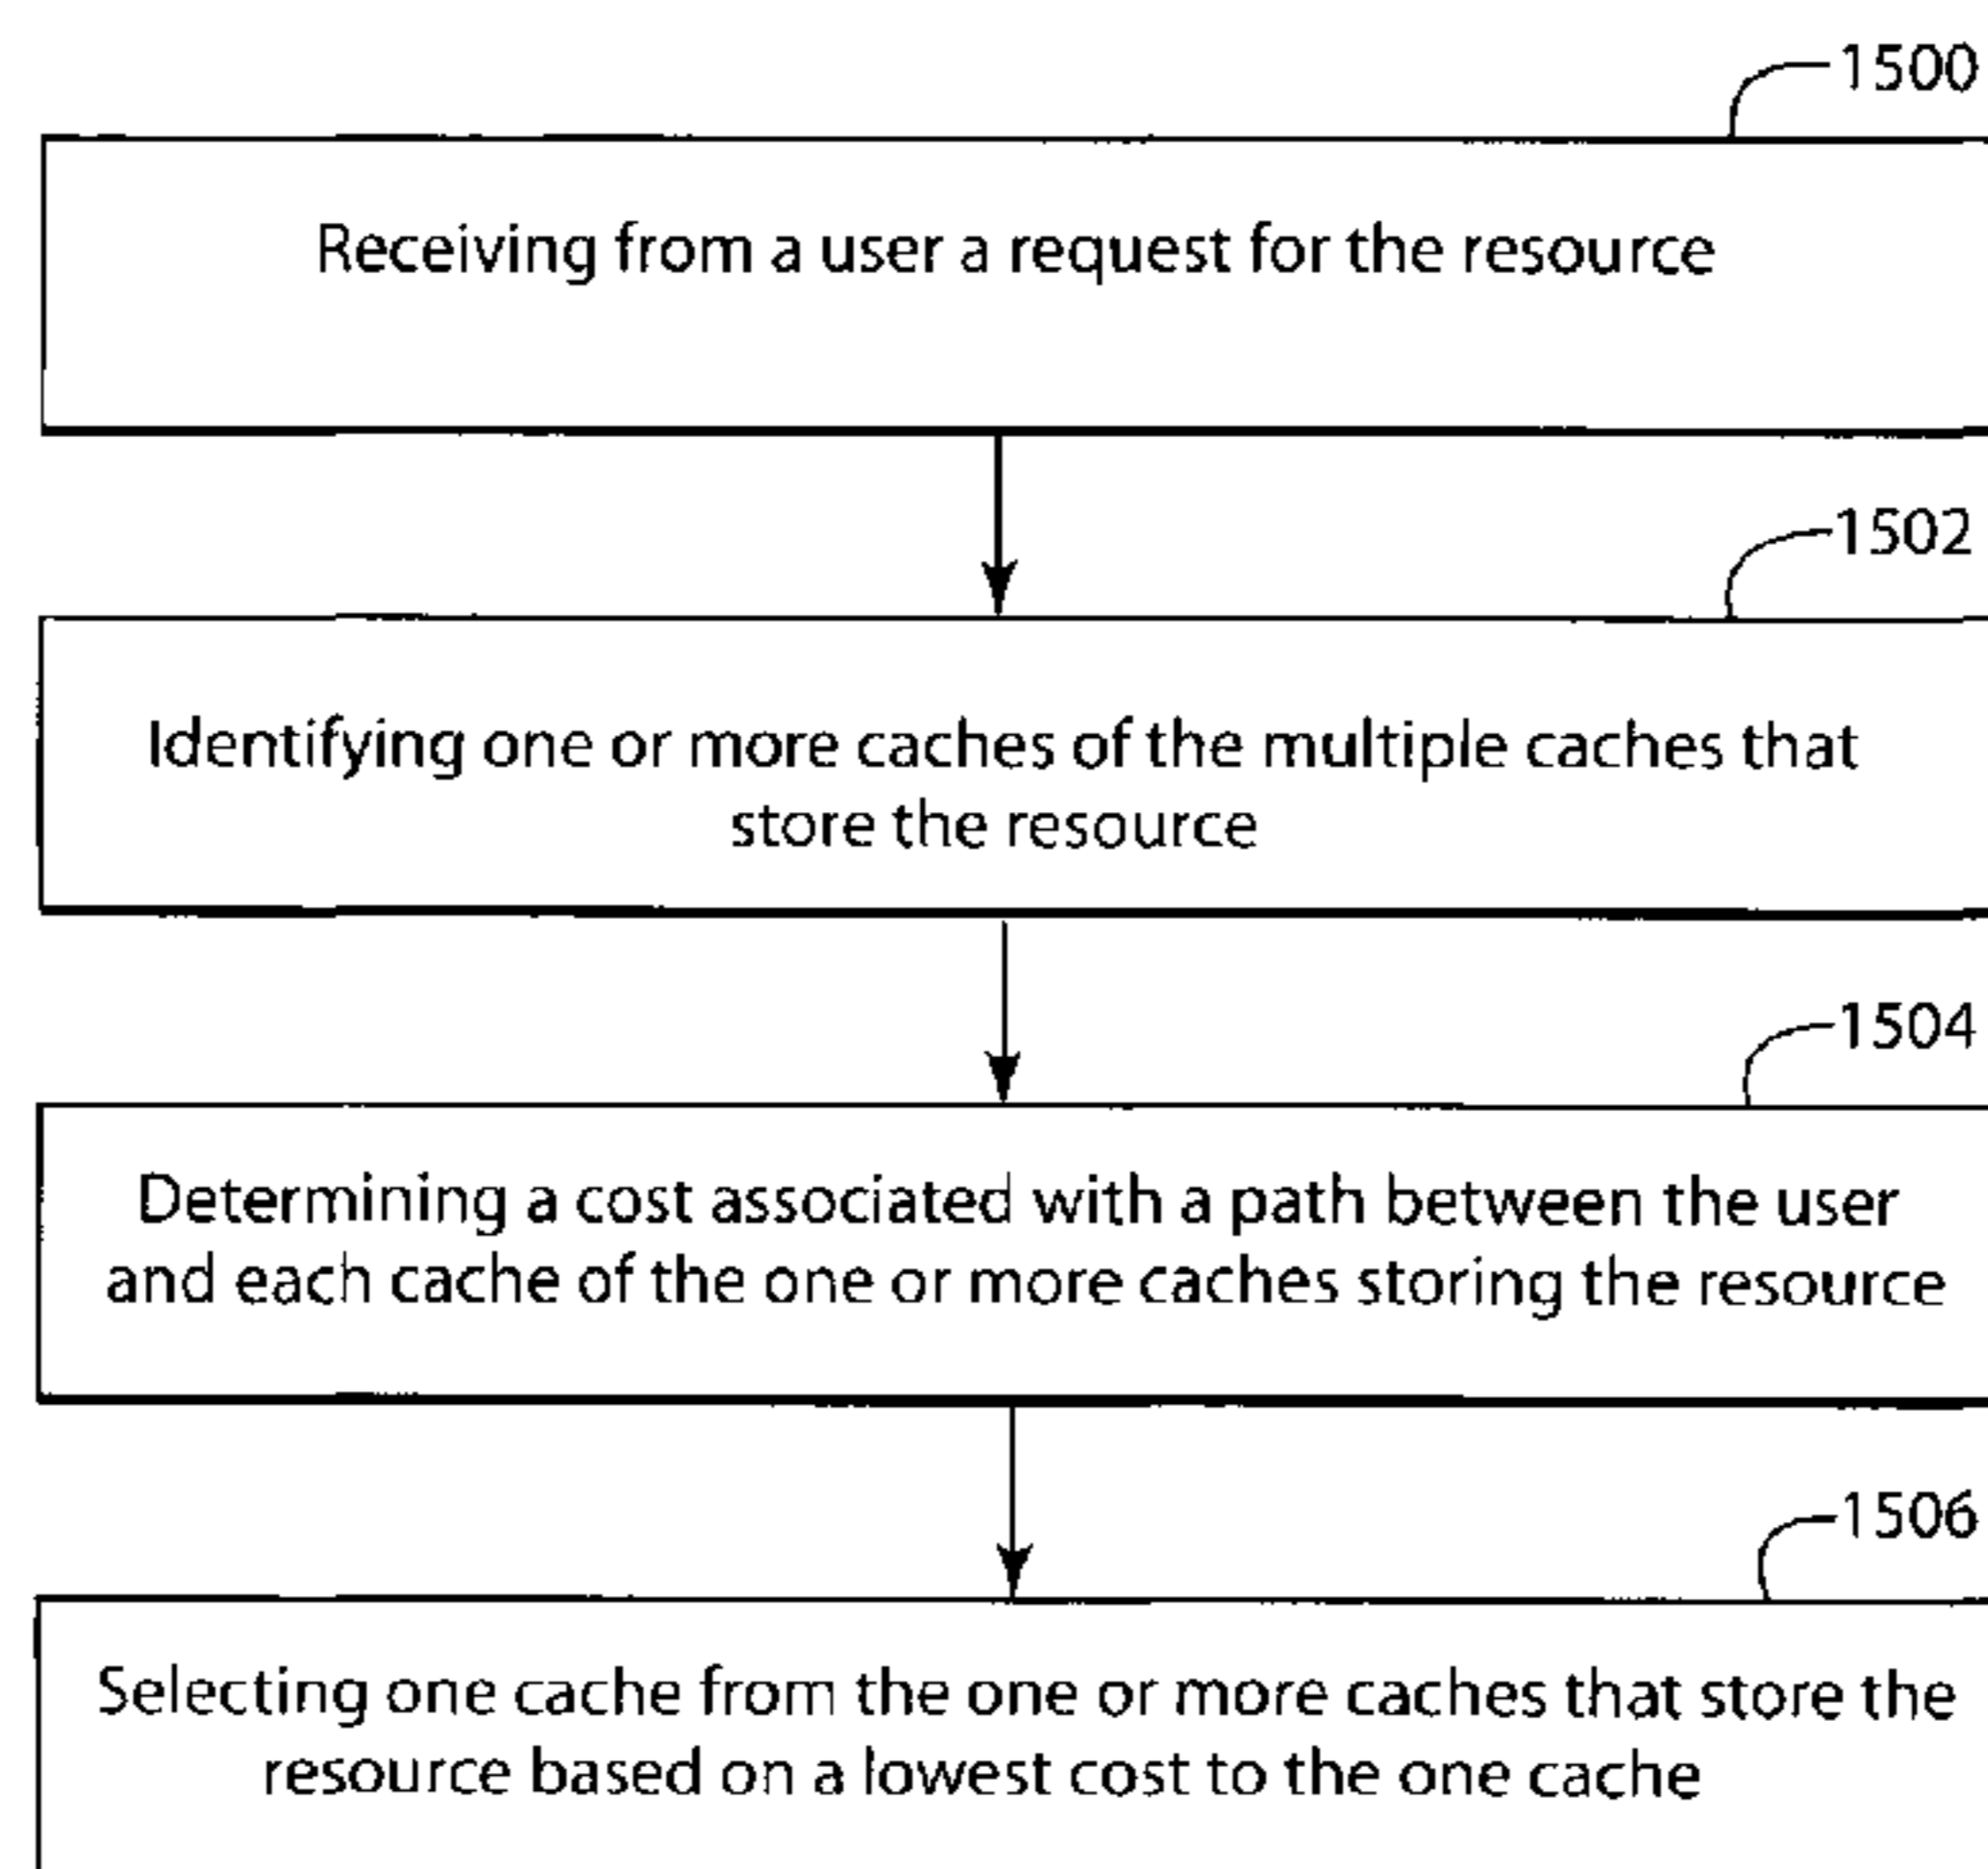 1500
Receiving from a user a request for the resource
1502
Identifying one or more caches of the multiple caches that
store the resource
1504
Determining a cost associated with a path between the user
and each cache of the one or more caches storing the resource
1506
Selecting one cache from the one or more caches that store the
resource based on a lowest cost to the one cache